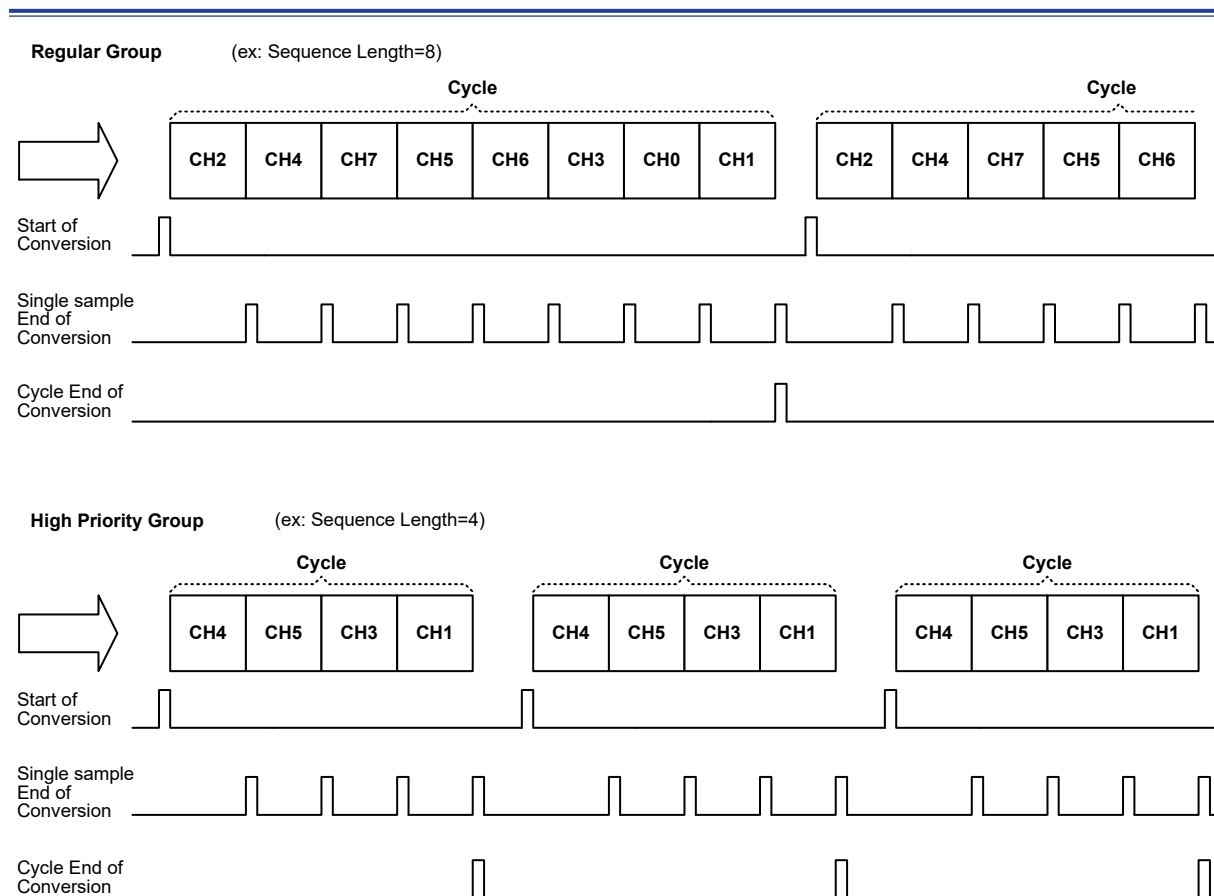 Regular Group (ex: Sequence Length=8)
Cycle Cycle
CH2 CH4 CH7 CH5 CH6 CH3 CH0 CH1 CH2 CH4 CH7 CH5 CH6
Start of
Conversion
Single sample
End of
Conversion
Cycle End of
Conversion
High Priority Group (ex: Sequence Length=4)
Cycle Cycle Cycle
CH4 CH5 CH3 CH1 CH4 CH5 CH3 CH1 CH4 CH5 CH3 CH1
Start of
Conversion
Single sample
End of
Conversion
Cycle End of
Conversion